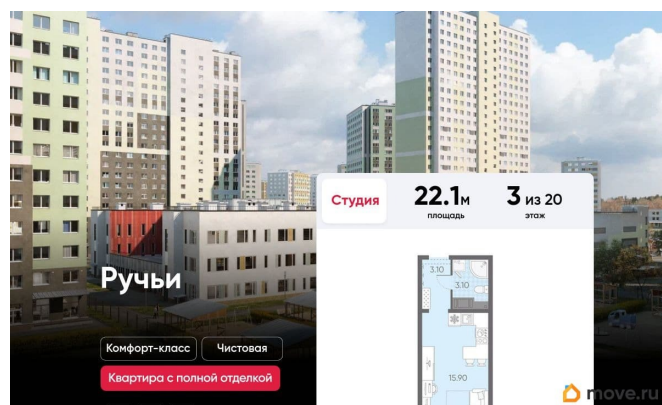 Студия
22.1м
площадь
3 из 20
этаж
3.10
3.10
15.90
Ручьи
Комфорт-класс
Чистовая
Квартира с полной отделкой
move.ru